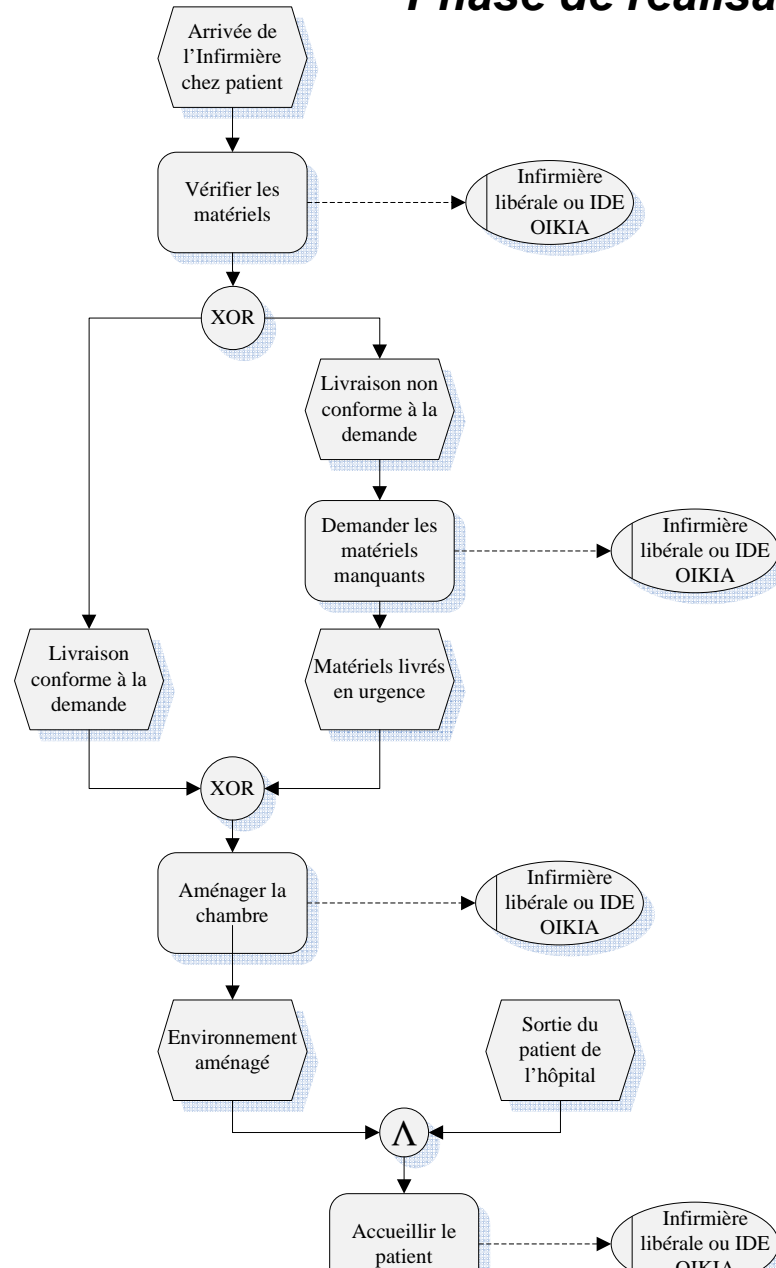 Phase de réalisa
Arrivée de
l’Infirmière
chez patient
Vérifier les
matériels
Infirmière
libérale ou IDE
OIKIA
XOR
Livraison non
conforme à la
demande
Demander les
matériels
manquants
Infirmière
libérale ou IDE
OIKIA
Livraison
conforme à la
demande
Matériels livrés
en urgence
XOR
Aménager la
chambre
Infirmière
libérale ou IDE
OIKIA
Environnement
aménagé
Sortie du
patient de
l’hôpital
Λ
Accueillir le
patient
Infirmière
libérale ou IDE
OIKIA